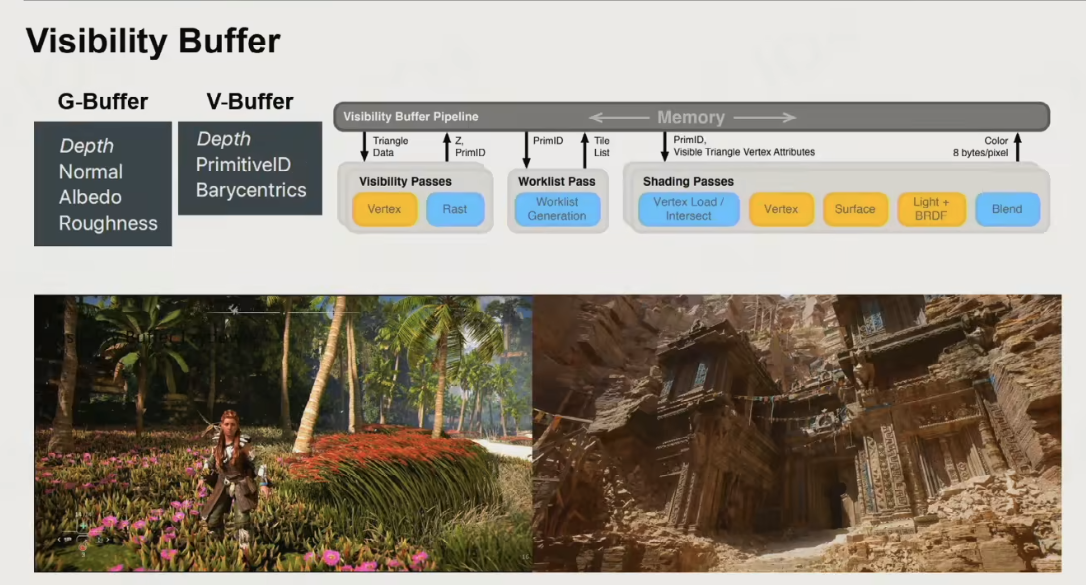 Visibility Buffer
G-Buffer
Depth
Normal
Albedo
Roughness
V-Buffer
Depth
PrimitiveID
Barycentrics
Visibility Buffer Pipeline
Memory
Triangle
Data
Z,
PrimID
PrimID
Tile
List
PrimID,
Visible Triangle Vertex Attributes
Color
8 bytes/pixel
Visibility Passes
Vertex
Rast
Worklist Pass
Worklist
Generation
Shading Passes
Vertex Load /
Intersect
Vertex
Surface
Light +
BRDF
Blend